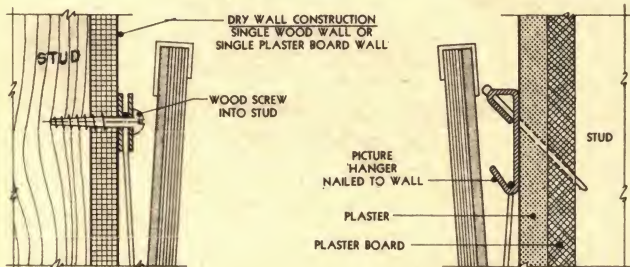 DRY WALL CONSTRUCTION
SINGLE WOOD WALL OR
SINGLE PLASTER BOARD WALL
STUD
WOOD SCREW
INTO STUD
STUD
PICTURE
HANGER
NAILED TO WALL
PLASTER
PLASTER BOARD